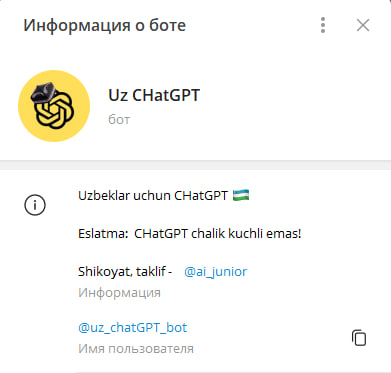 Информация о боте
Uz CHatGPT
бот
Uzbeklar uchun CHatGPT 🇺🇿
Eslatma: CHatGPT chalik kuchli emas!
Shikoyat, taklif - @ai_junior
Информация
@uz_chatGPT_bot
Имя пользователя